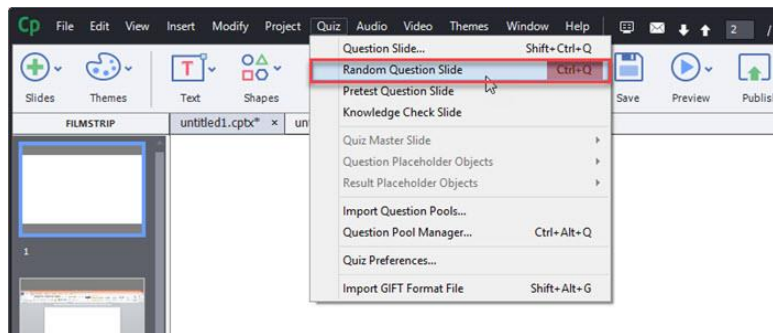 Cp File Edit View Insert Modify Project Quiz Audio Video Themes Window Help 2 /
Question Slide... Shift+Ctrl+Q
Random Question Slide Ctrl+Q
Pretest Question Slide
Knowledge Check Slide
Quiz Master Slide
Question Placeholder Objects
Result Placeholder Objects
Import Question Pools...
Question Pool Manager... Ctrl+Alt+Q
Quiz Preferences...
Import GIFT Format File Shift+Alt+G
Slides Themes Text Shapes Save Preview Publis
FILMSTRIP untitled1.cptx* × un
1